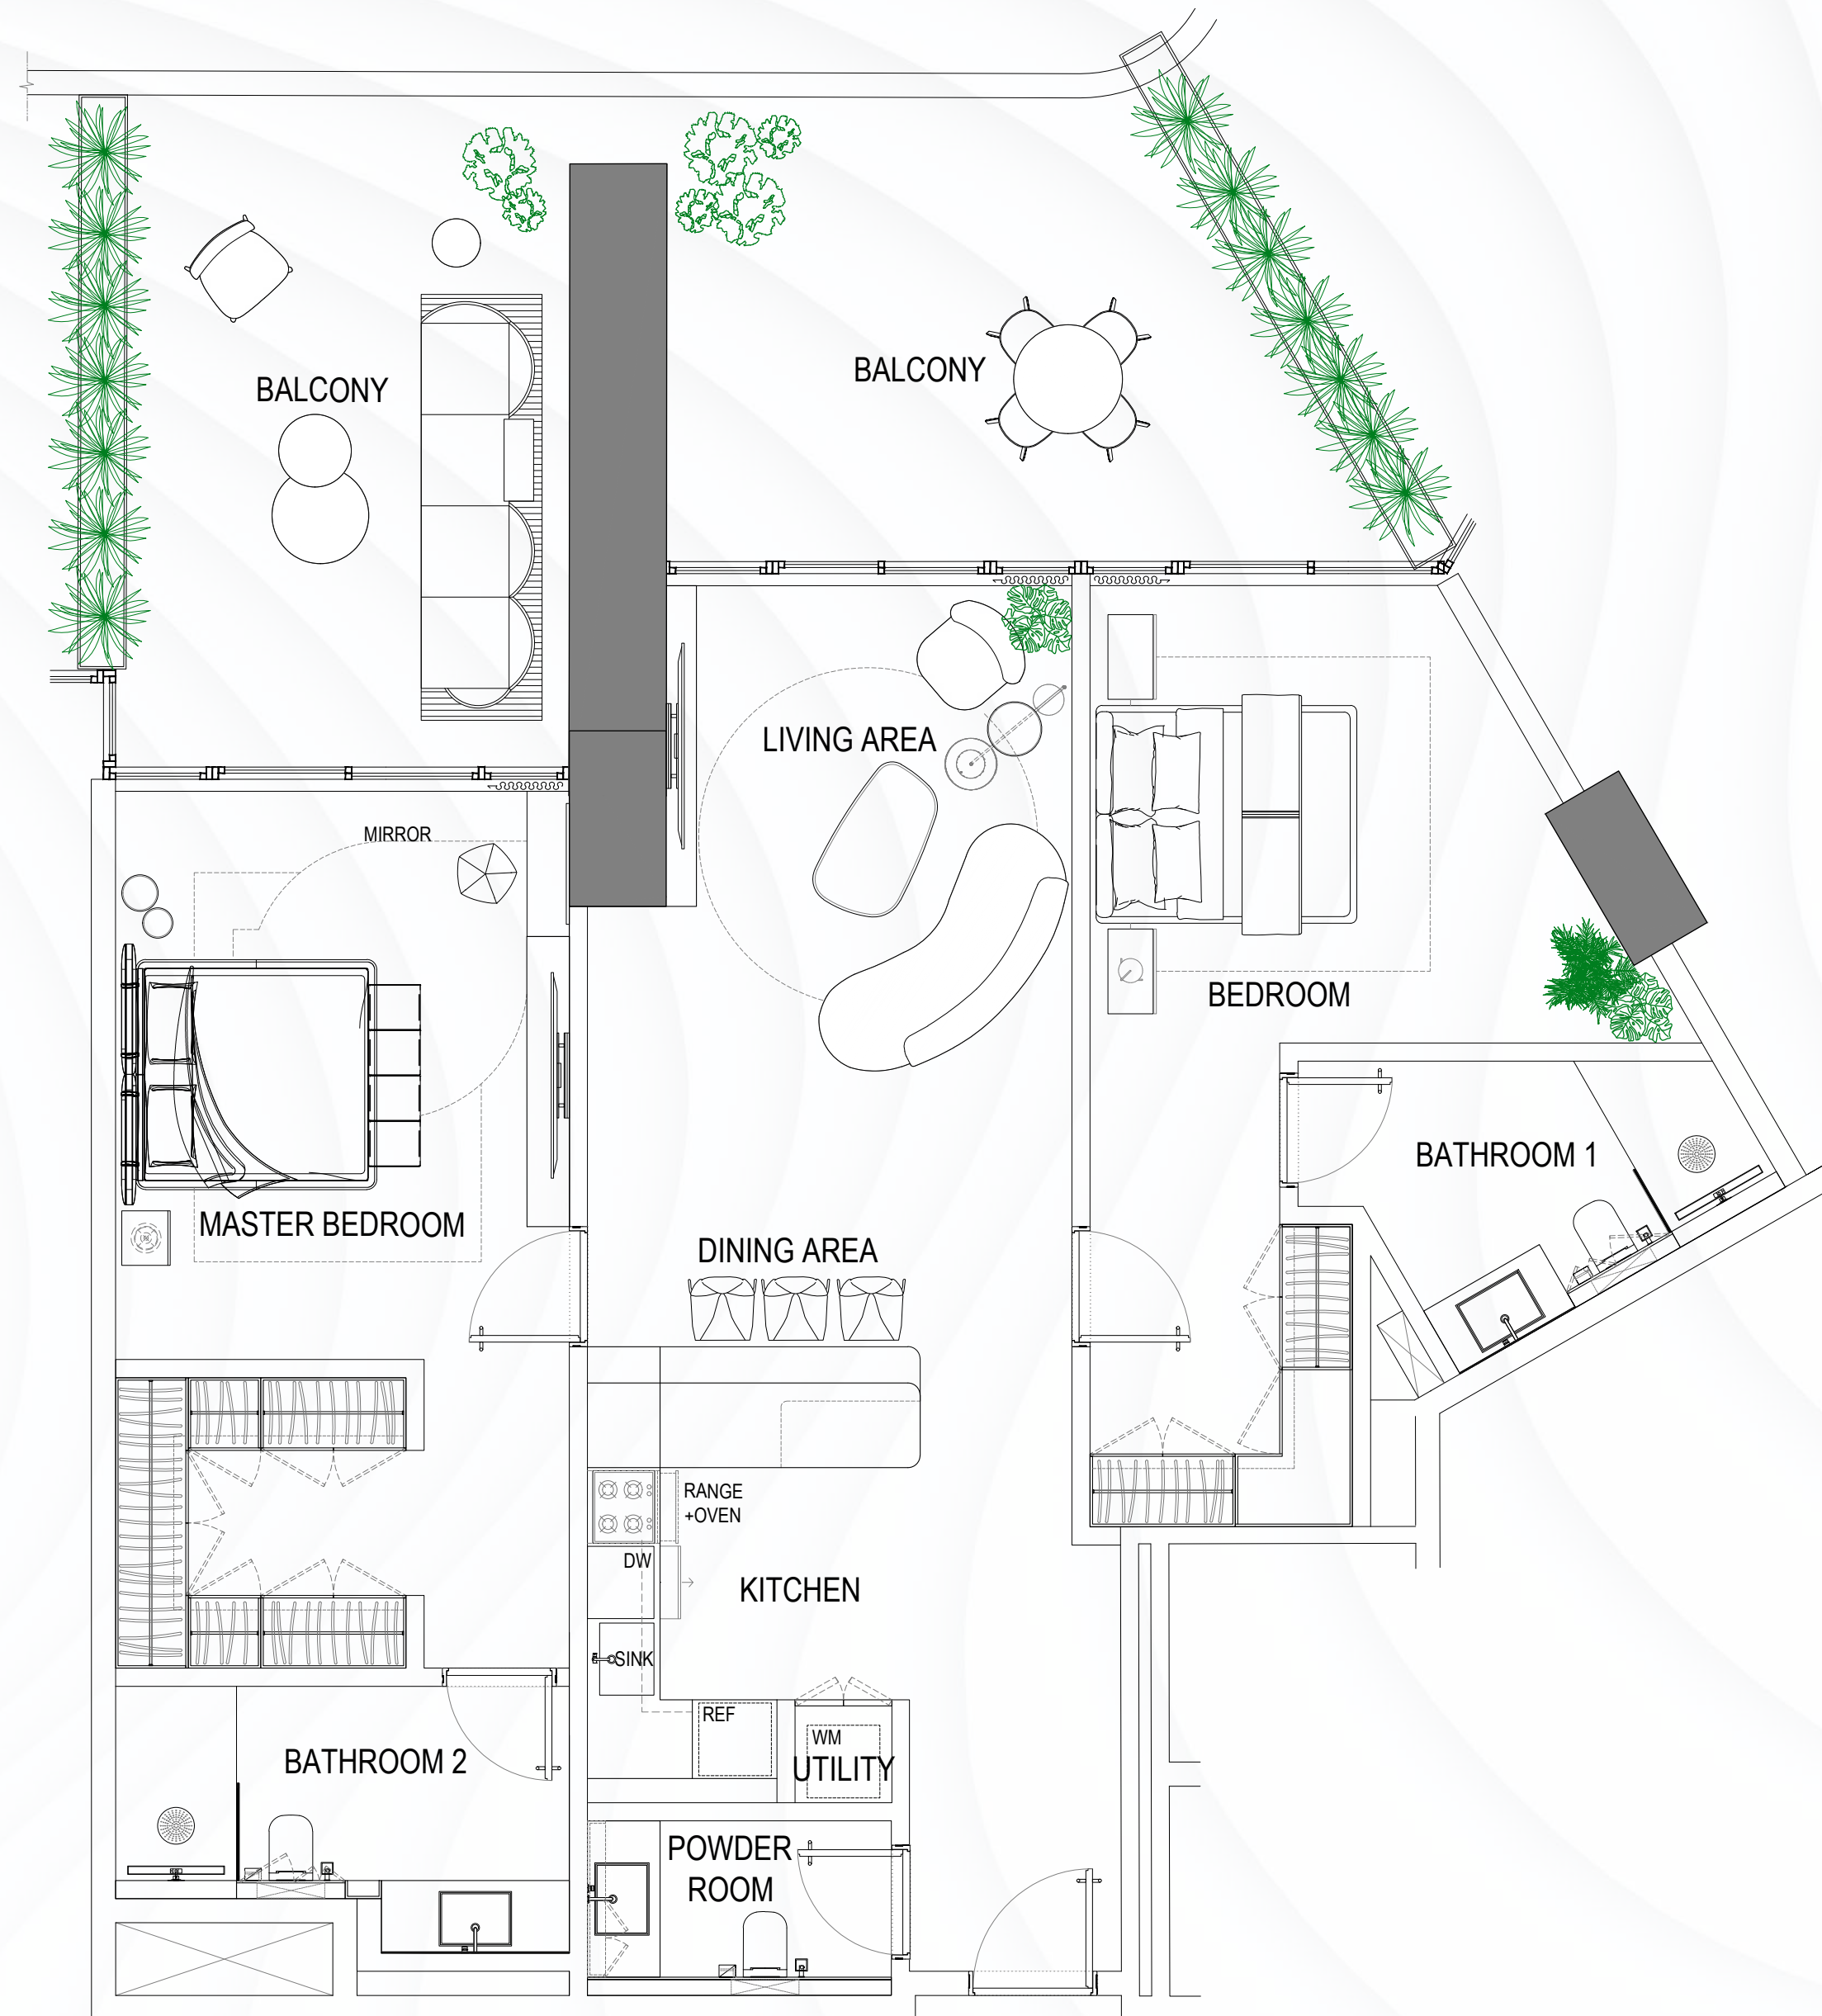 BALCONY
BALCONY
LIVING AREA
MIRROR
BEDROOM
BATHROOM 1
MASTER BEDROOM
DINING AREA
RANGE
+OVEN
DW
KITCHEN
SINK
REF
WM
UTILITY
BATHROOM 2
POWDER
ROOM